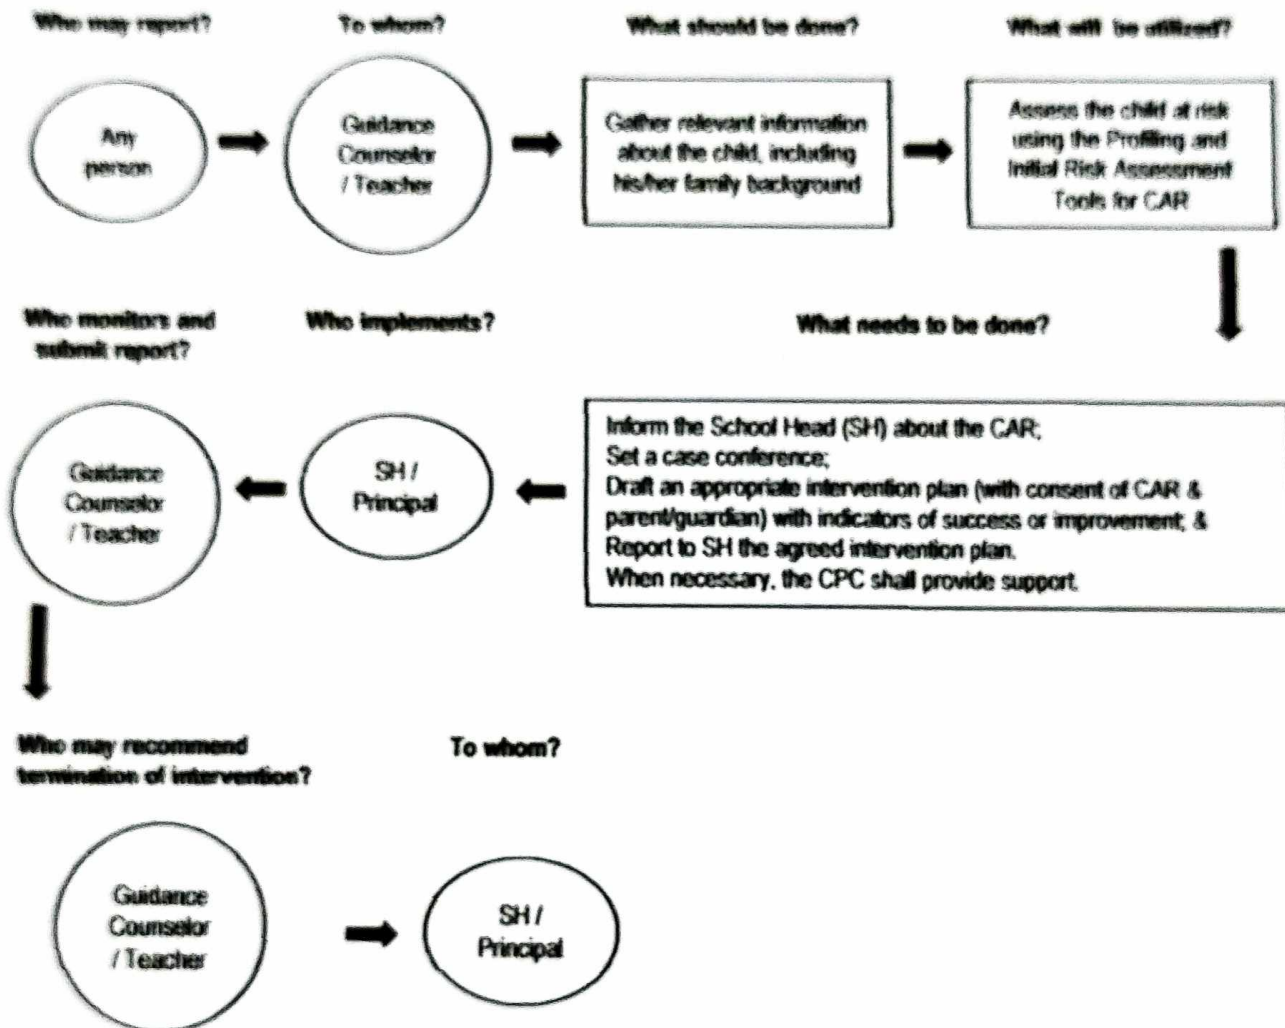 Who may report?
To whom?
What should be done?
What will be utilized?
Any
person
Guidance
Counselor
/ Teacher
Gather relevant information
about the child, including
his/her family background
Assess the child at risk
using the Profiling and
Initial Risk Assessment
Tools for CAR
Who monitors and
submit report?
Who implements?
What needs to be done?
Guidance
Counselor
/ Teacher
SH /
Principal
Inform the School Head (SH) about the CAR;
Set a case conference;
Draft an appropriate intervention plan (with consent of CAR &
parent/guardian) with indicators of success or improvement; &
Report to SH the agreed intervention plan.
When necessary, the CPC shall provide support.
Who may recommend
termination of intervention?
To whom?
Guidance
Counselor
/ Teacher
SH /
Principal